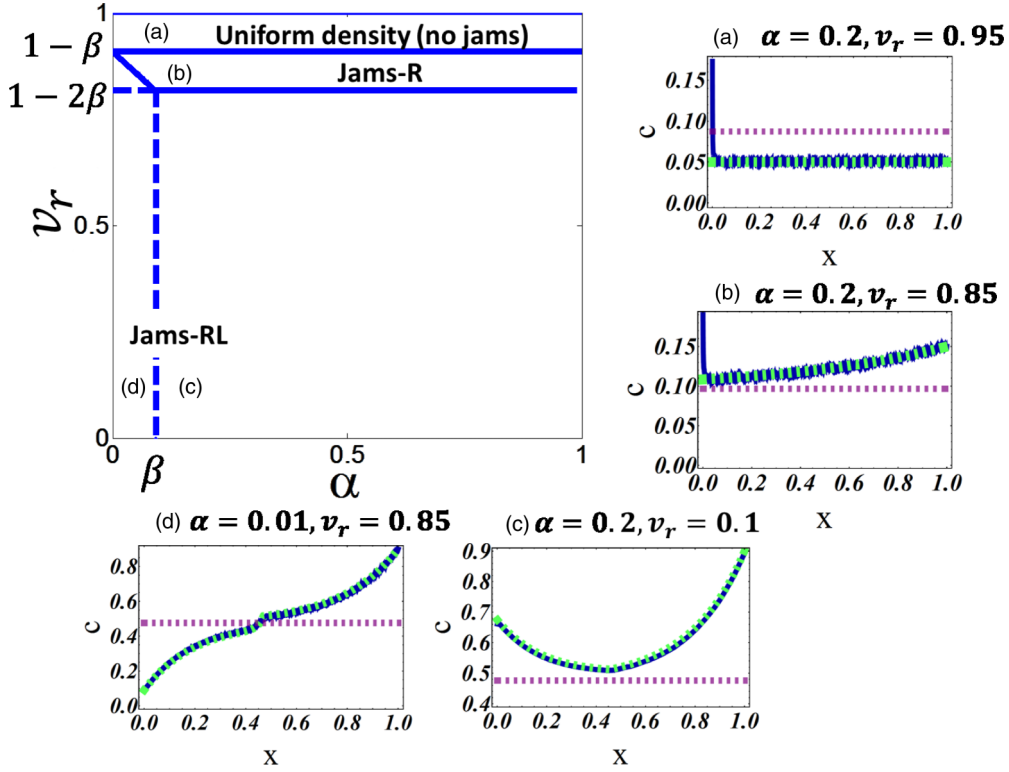 1
(a)
Uniform density (no jams)
1 − β
(b)
Jams-R
1 − 2β
v_r
0.5
Jams-RL
(d)
(c)
0
0
β
0.5
α
1
(a) α = 0.2, v_r = 0.95
0.15
c
0.10
0.05
0.00
0.0 0.2 0.4 0.6 0.8 1.0
x
(b) α = 0.2, v_r = 0.85
0.15
c
0.10
0.05
0.00
0.0 0.2 0.4 0.6 0.8 1.0
x
(d) α = 0.01, v_r = 0.85
0.8
0.6
c
0.4
0.2
0.0
0.0 0.2 0.4 0.6 0.8 1.0
x
(c) α = 0.2, v_r = 0.1
0.9
0.8
0.7
c
0.6
0.5
0.4
0.0 0.2 0.4 0.6 0.8 1.0
x